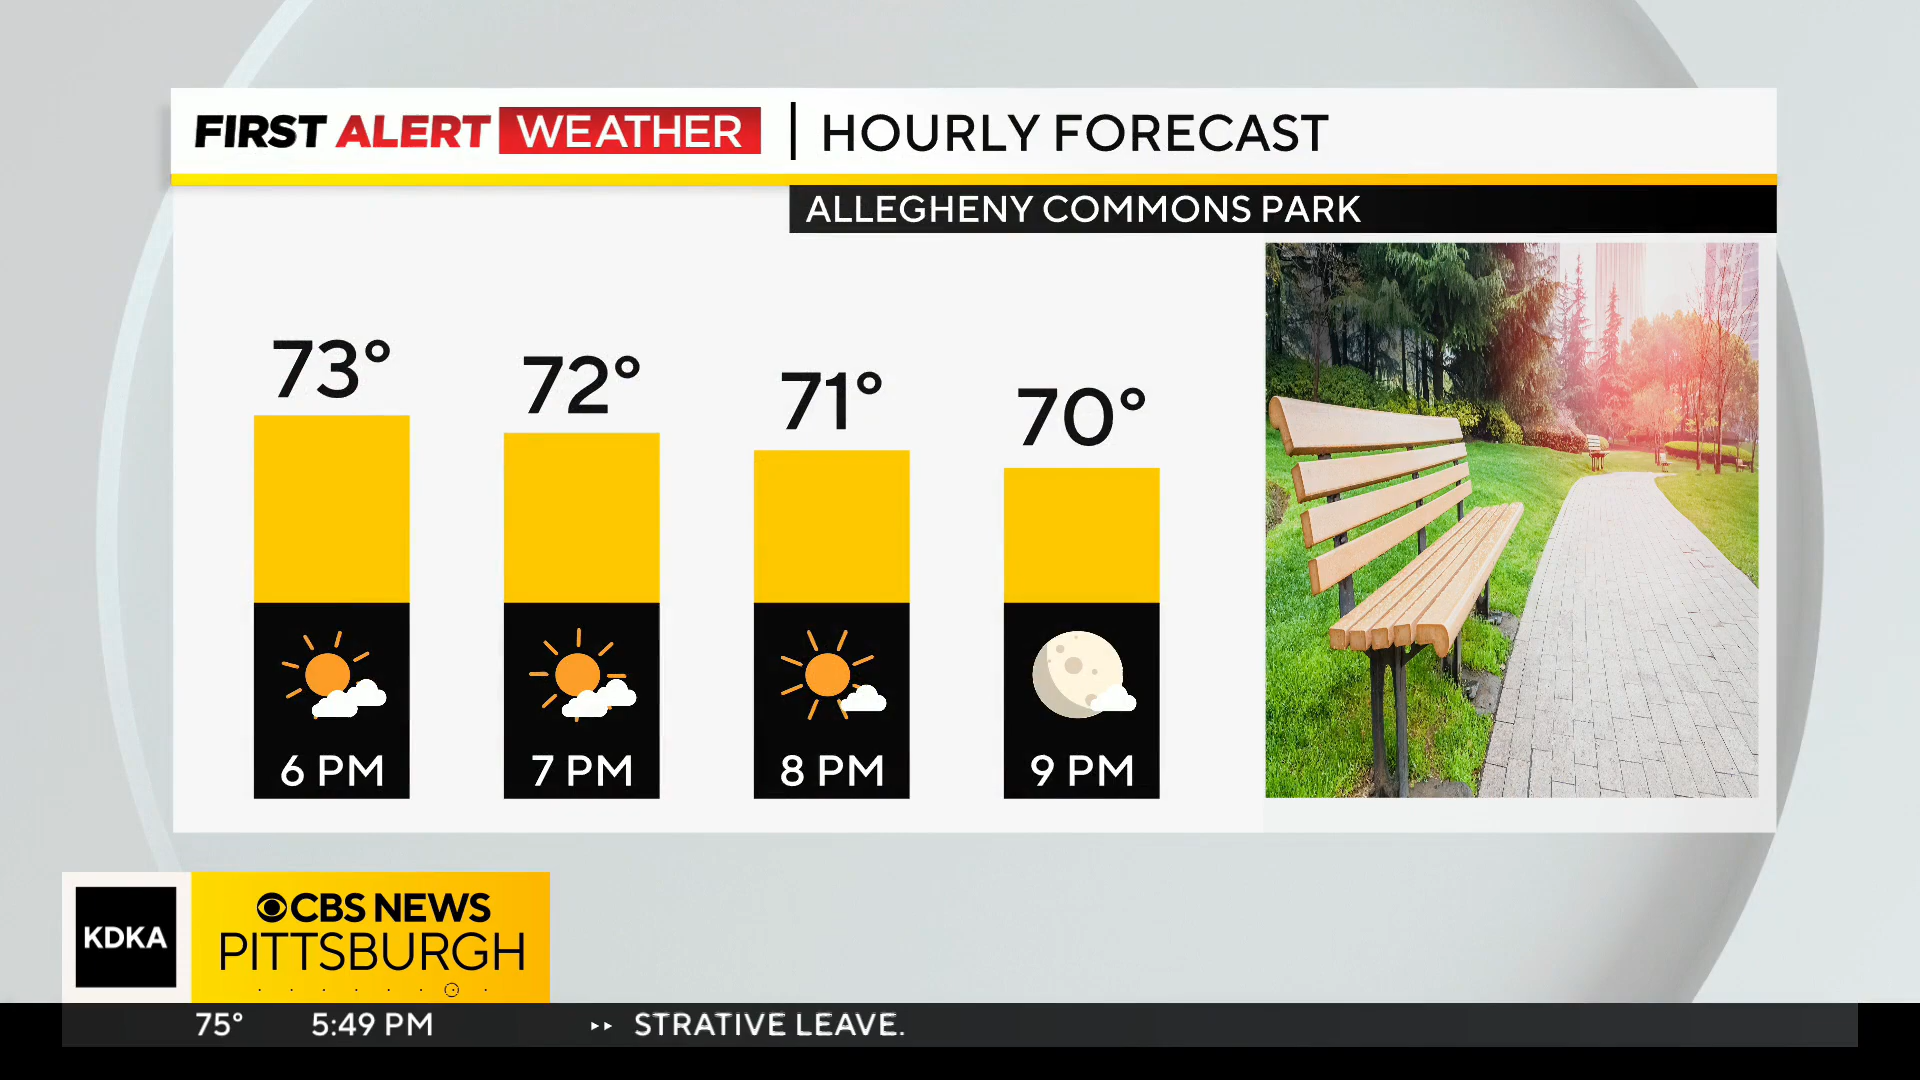 FIRST ALERT WEATHER | HOURLY FORECAST
ALLEGHENY COMMONS PARK
73° 72° 71° 70°
6 PM 7 PM 8 PM 9 PM
KDKA
CBS NEWS
PITTSBURGH
75° 5:49 PM STRATIVE LEAVE.